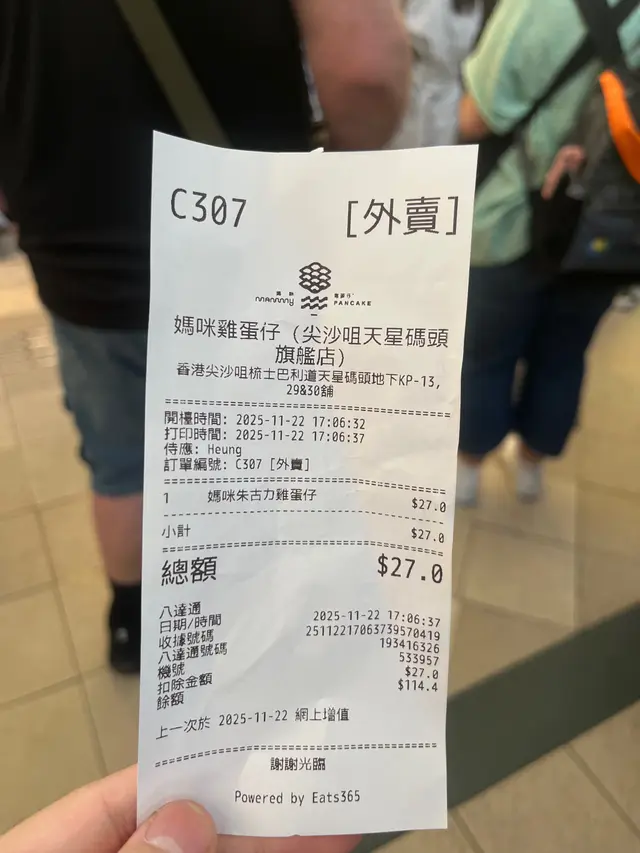 C307 [外賣]
媽咪 雞蛋仔
mammy PANCAKE
媽咪雞蛋仔 (尖沙咀天星碼頭
旗艦店)
香港尖沙咀梳士巴利道天星碼頭地下KP-13,
29&30舖
開檯時間: 2025-11-22 17:06:32
打印時間: 2025-11-22 17:06:37
侍應: Heung
訂單編號: C307 [外賣]
1 媽咪朱古力雞蛋仔 $27.0
小計 $27.0
總額 $27.0
八達通
日期/時間 2025-11-22 17:06:37
收據號碼 25112217063739570419
八達通號碼 193416326
機號 533957
扣除金額 $27.0
餘額 $114.4
上一次於 2025-11-22 網上增值
謝謝光臨
Powered by Eats365